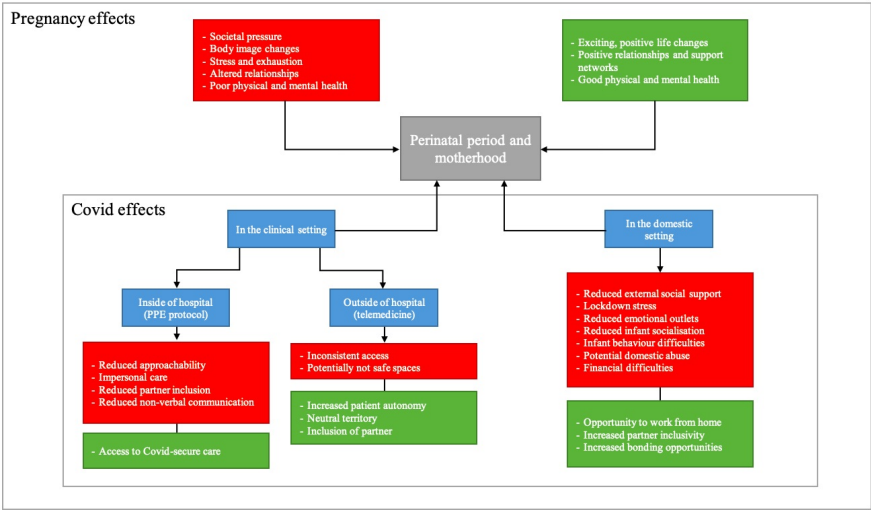 Pregnancy effects
- Societal pressure
- Body image changes
- Stress and exhaustion
- Altered relationships
- Poor physical and mental health
- Exciting, positive life changes
- Positive relationships and support
networks
- Good physical and mental health
Perinatal period and
motherhood
Covid effects
In the clinical setting
In the domestic
setting
Inside of hospital
(PPE protocol)
Outside of hospital
(telemedicine)
- Reduced approachability
- Impersonal care
- Reduced partner inclusion
- Reduced non-verbal communication
- Access to Covid-secure care
- Inconsistent access
- Potentially not safe spaces
- Increased patient autonomy
- Neutral territory
- Inclusion of partner
- Reduced external social support
- Lockdown stress
- Reduced emotional outlets
- Reduced infant socialisation
- Infant behaviour difficulties
- Potential domestic abuse
- Financial difficulties
- Opportunity to work from home
- Increased partner inclusivity
- Increased bonding opportunities